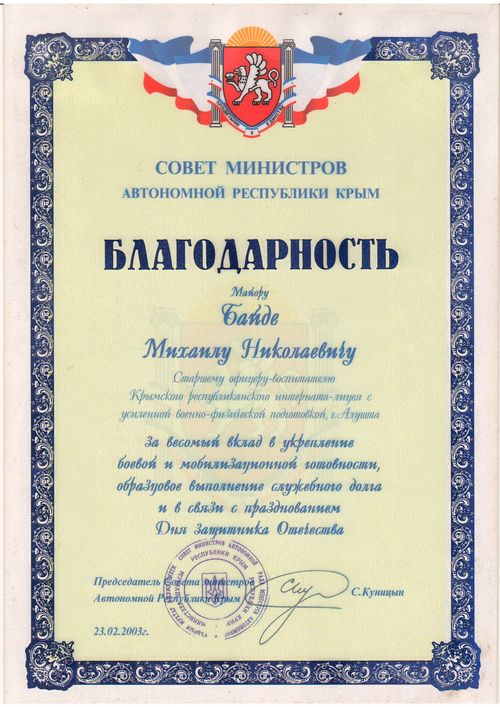 СОВЕТ МИНИСТРОВ
АВТОНОМНОЙ РЕСПУБЛИКИ КРЫМ
БЛАГОДАРНОСТЬ
Майору
Байде
Михаилу Николаевичу
Старшему офицеру-воспитателю
Крымского республиканского интерната-лицея с
усиленной военно-физической подготовкой, г.Алушта
За весомый вклад в укрепление
боевой и мобилизационной готовности,
образцовое выполнение служебного долга
и в связи с празднованием
Дня защитника Отечества
Председатель Совета министров
Автономной Республики Крым
С.Куницын
23.02.2003г.